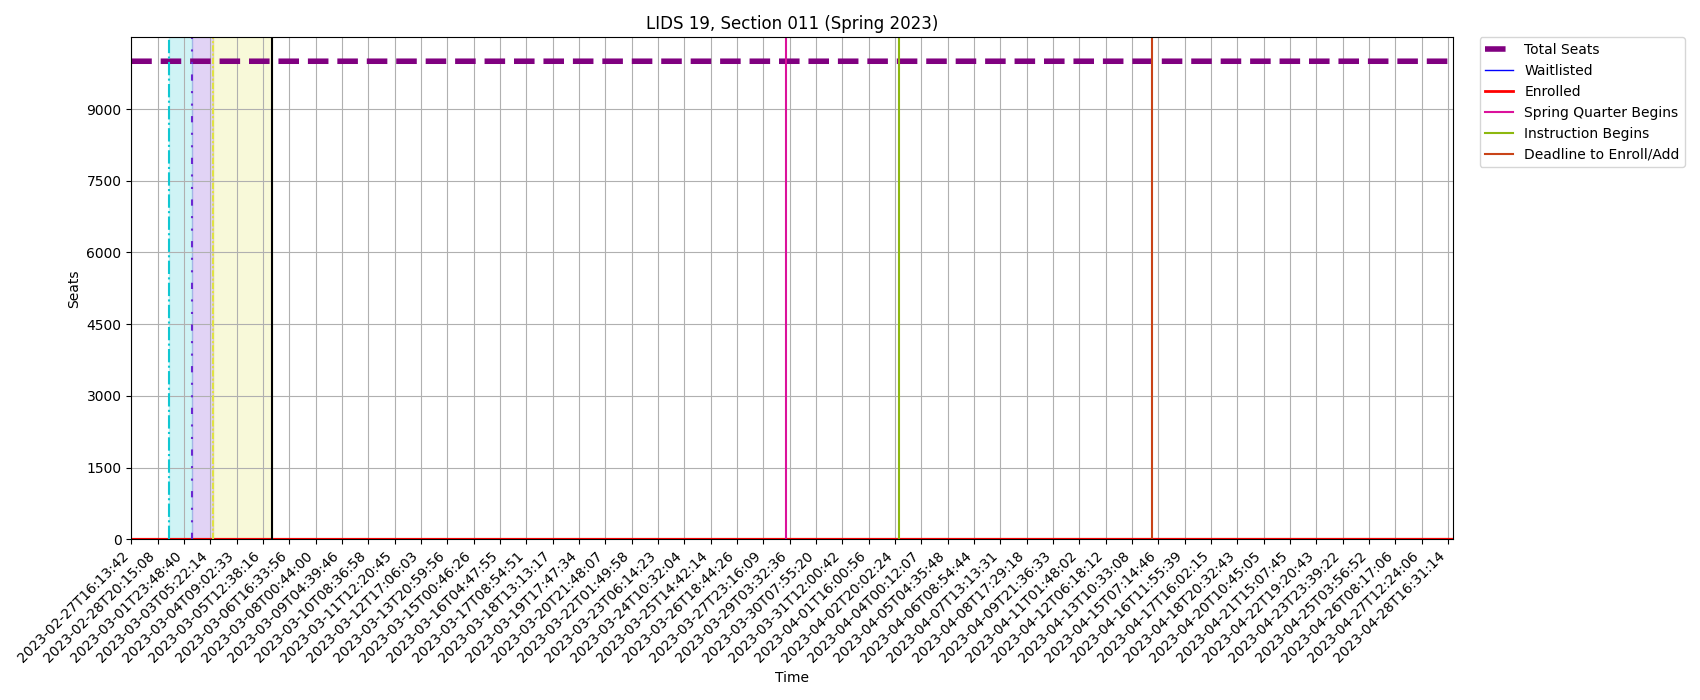 LIDS 19, Section 011 (Spring 2023)
Total Seats
Waitlisted
Enrolled
Spring Quarter Begins
Instruction Begins
Deadline to Enroll/Add
Seats
9000
7500
6000
4500
3000
1500
0
2023-02-27T16:13:42
2023-02-28T20:15:08
2023-03-01T23:48:40
2023-03-03T05:22:14
2023-03-04T09:02:33
2023-03-05T12:38:16
2023-03-06T16:33:56
2023-03-08T00:44:00
2023-03-09T04:39:46
2023-03-10T08:36:58
2023-03-11T12:20:45
2023-03-12T17:06:03
2023-03-13T20:59:56
2023-03-15T00:46:26
2023-03-16T04:47:55
2023-03-17T08:54:51
2023-03-18T13:13:17
2023-03-19T17:47:34
2023-03-20T21:48:07
2023-03-22T01:49:58
2023-03-23T06:14:23
2023-03-24T10:32:04
2023-03-25T14:42:14
2023-03-26T18:44:26
2023-03-27T23:16:09
2023-03-29T03:32:36
2023-03-30T07:55:20
2023-03-31T12:00:42
2023-04-01T16:00:56
2023-04-02T20:02:24
2023-04-04T00:12:07
2023-04-05T04:35:48
2023-04-06T08:54:44
2023-04-07T13:13:31
2023-04-08T17:29:18
2023-04-09T21:36:33
2023-04-11T01:48:02
2023-04-12T06:18:12
2023-04-13T10:33:08
2023-04-15T07:14:46
2023-04-16T11:55:39
2023-04-17T16:02:15
2023-04-18T20:32:43
2023-04-20T10:45:05
2023-04-21T15:07:45
2023-04-22T19:20:43
2023-04-23T23:39:22
2023-04-25T03:56:52
2023-04-26T08:17:06
2023-04-27T12:24:06
2023-04-28T16:31:14
Time